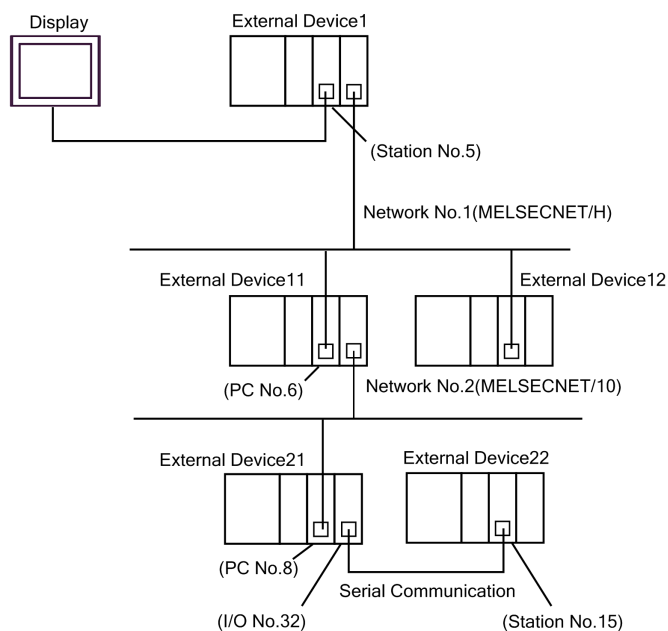 Display
External Device1
(Station No.5)
Network No.1(MELSECNET/H)
External Device11
External Device12
(PC No.6)
Network No.2(MELSECNET/10)
External Device21
External Device22
(PC No.8)
Serial Communication
(I/O No.32)
(Station No.15)